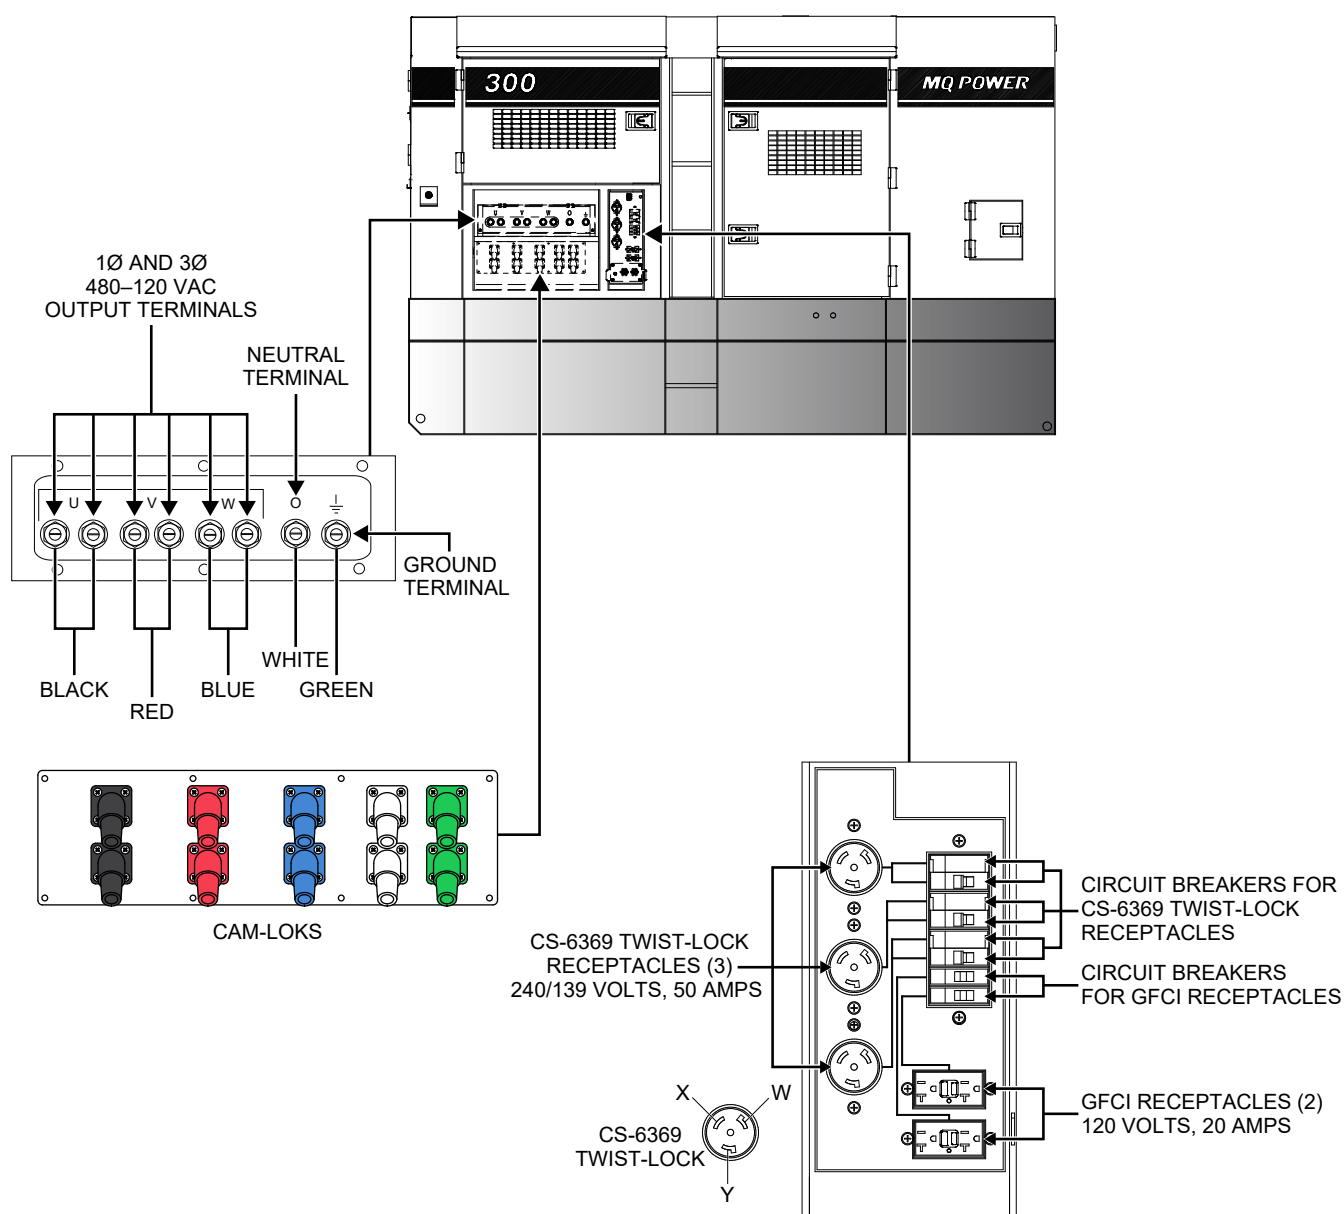 300
MQ POWER
1Ø AND 3Ø
480–120 VAC
OUTPUT TERMINALS
NEUTRAL
TERMINAL
U
V
W
O
U
V
W
O
GROUND
TERMINAL
BLACK
RED
BLUE
WHITE
GREEN
CAM-LOKS
CS-6369 TWIST-LOCK
RECEPTACLES (3)
240/139 VOLTS, 50 AMPS
CIRCUIT BREAKERS FOR
CS-6369 TWIST-LOCK
RECEPTACLES
CIRCUIT BREAKERS
FOR GFCI RECEPTACLES
GFCI RECEPTACLES (2)
120 VOLTS, 20 AMPS
X
W
CS-6369
TWIST-LOCK
Y